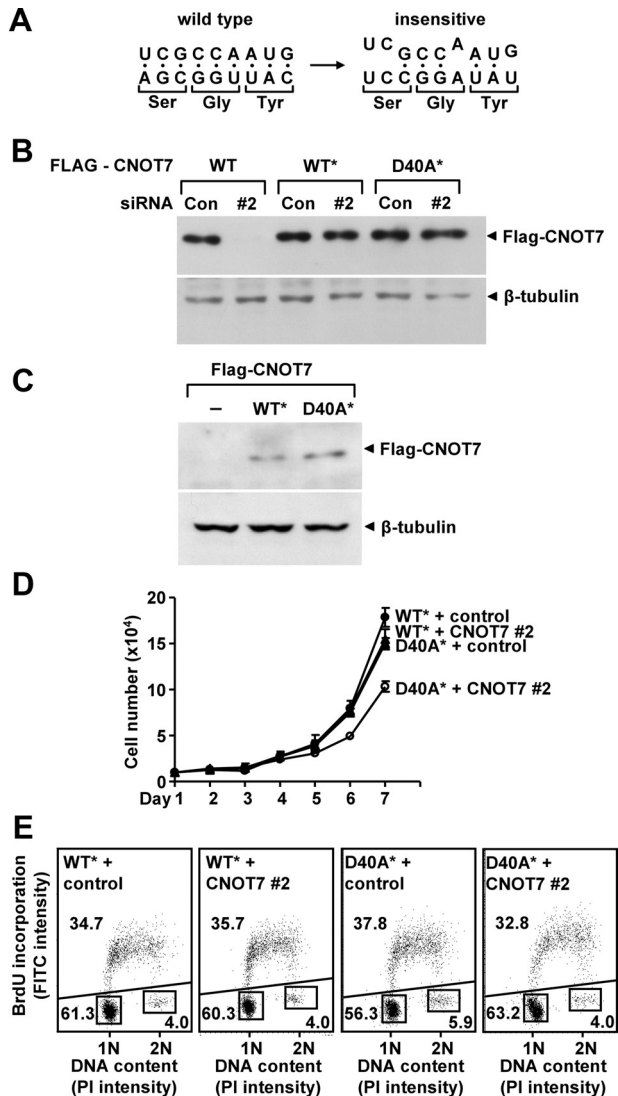 A
wild type
insensitive
U C G C C A A U G
A G C G G U U A C
Ser Gly Tyr
U C G C C A A U G
U C C G G A U A U
Ser Gly Tyr
B
FLAG - CNOT7 WT WT* D40A*
siRNA Con #2 Con #2 Con #2
Flag-CNOT7
β-tubulin
C
Flag-CNOT7
– WT* D40A*
Flag-CNOT7
β-tubulin
D
Cell number (x10⁴)
20
15
10
5
0
Day 1 2 3 4 5 6 7
WT* + control
WT* + CNOT7 #2
D40A* + control
D40A* + CNOT7 #2
E
BrdU incorporation
(FITC intensity)
WT* +
control
34.7
61.3
4.0
1N 2N
DNA content
(PI intensity)
WT* +
CNOT7 #2
35.7
60.3
4.0
1N 2N
DNA content
(PI intensity)
D40A* +
control
37.8
56.3
5.9
1N 2N
DNA content
(PI intensity)
D40A* +
CNOT7 #2
32.8
63.2
4.0
1N 2N
DNA content
(PI intensity)